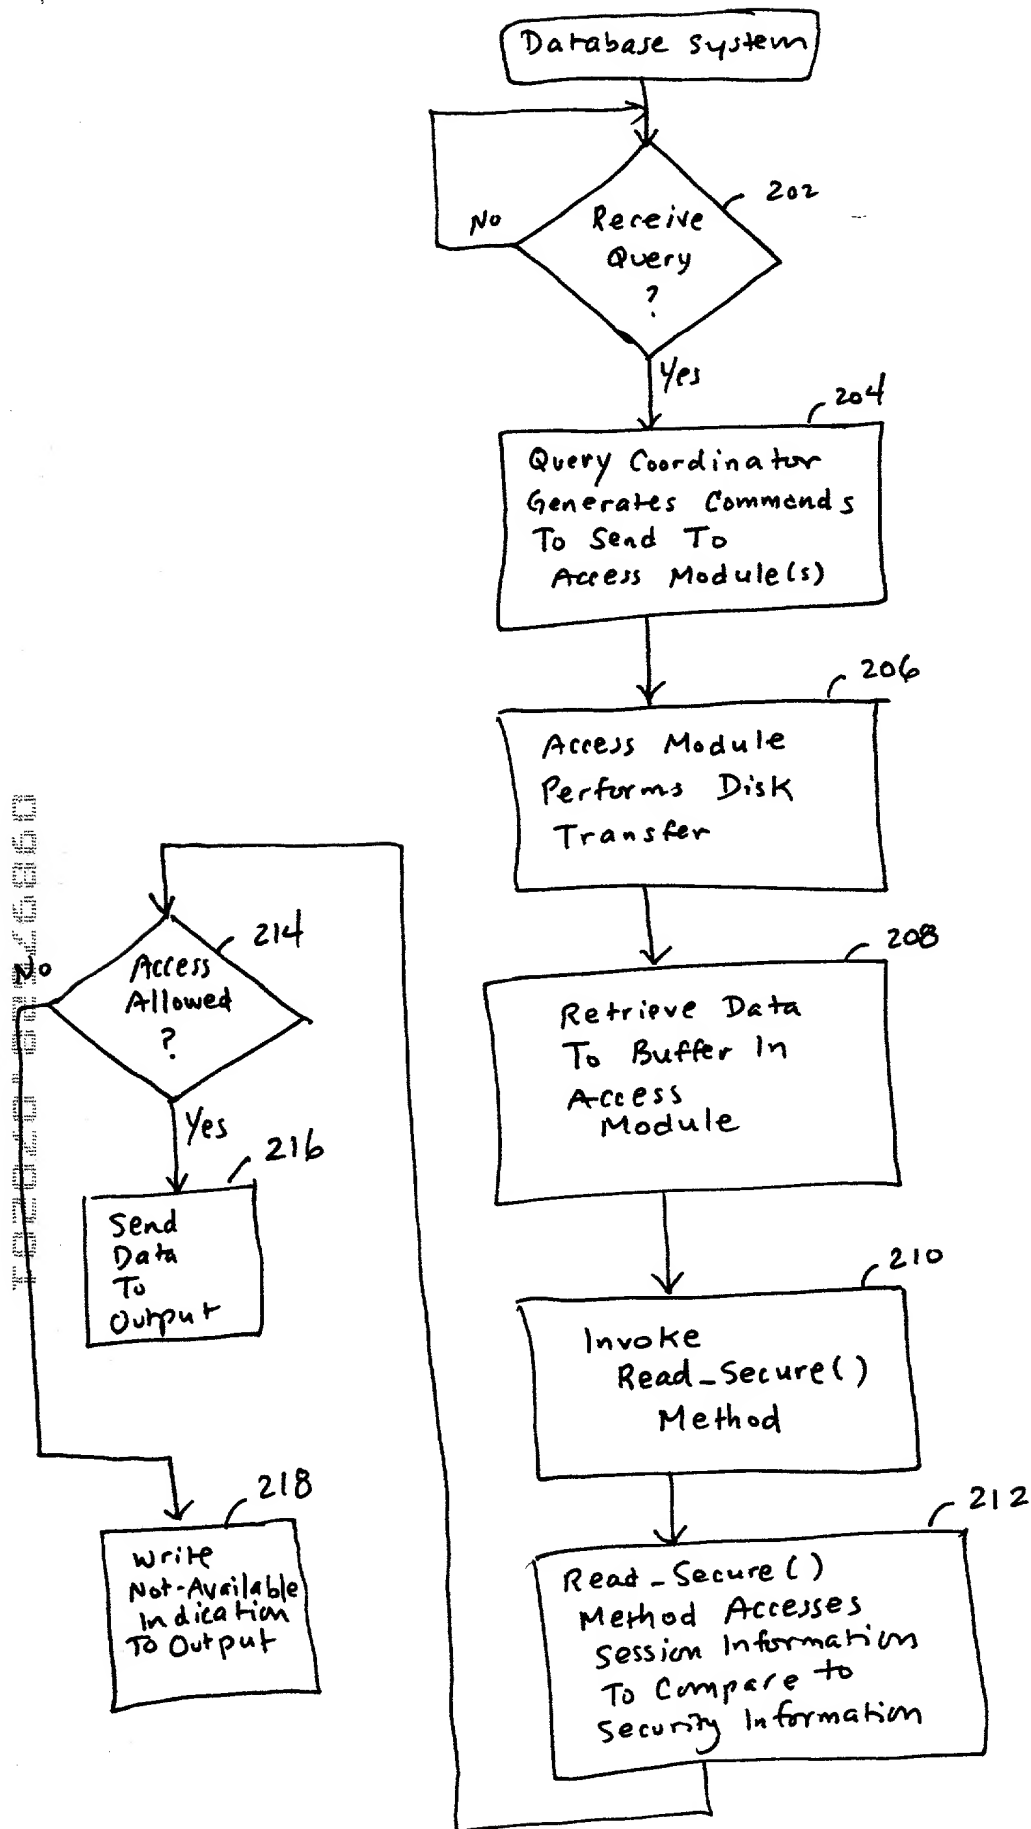 Database system
202
No
Receive
Query
?
Yes
204
Query Coordinator
Generates Commands
To Send To
Access Module(s)
206
Access Module
Performs Disk
Transfer
208
Retrieve Data
To Buffer In
Access
Module
210
Invoke
Read_Secure()
Method
212
Read_Secure()
Method Accesses
Session Information
To Compare to
Security Information
214
No
Access
Allowed
?
Yes
216
Send
Data
To
Output
218
Write
Not-Available
Indication
To Output